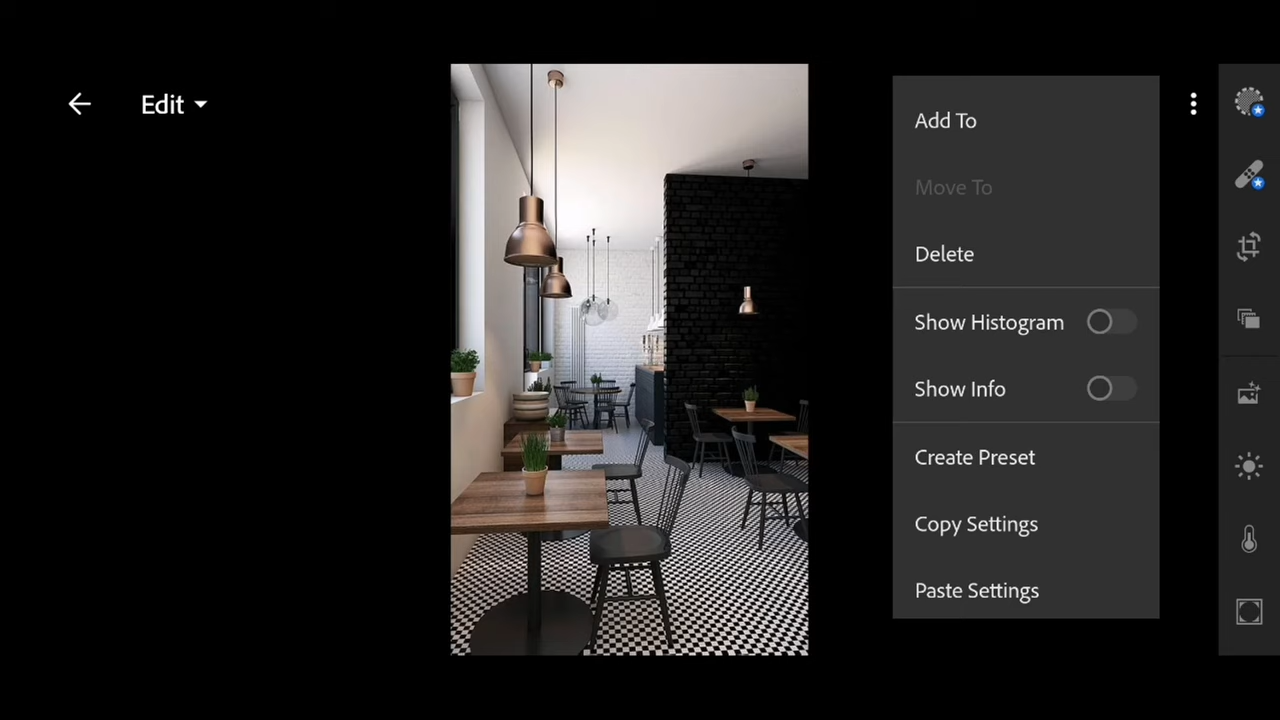 Edit
Add To
Move To
Delete
Show Histogram
Show Info
Create Preset
Copy Settings
Paste Settings